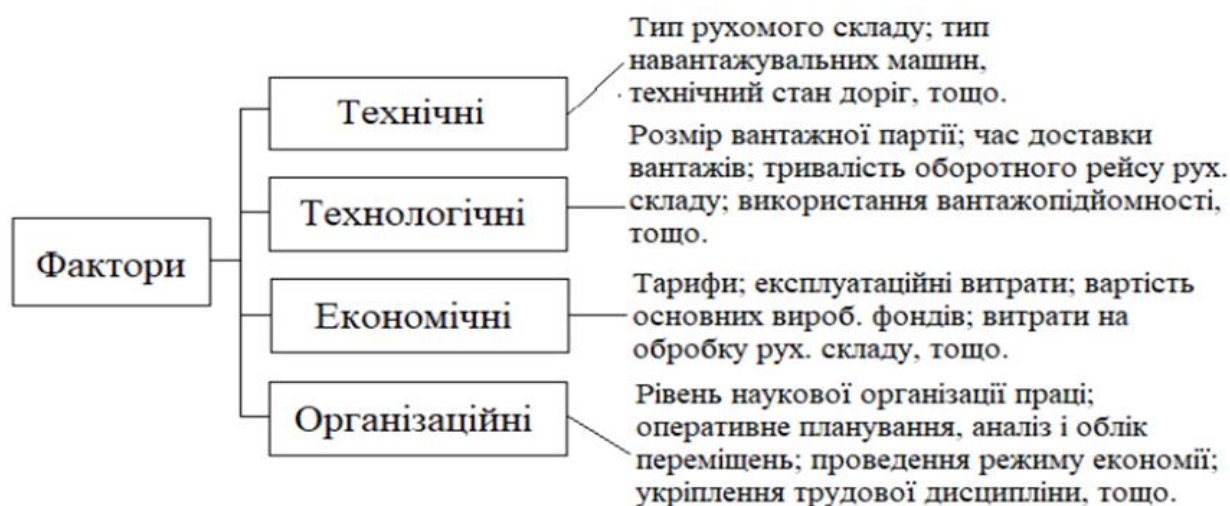 Фактори
Технічні
Тип рухомого складу; тип
навантажувальних машин,
технічний стан доріг, тощо.
Технологічні
Розмір вантажної партії; час доставки
вантажів; тривалість оборотного рейсу рух.
складу; використання вантажопідйомності,
тощо.
Економічні
Тарифи; експлуатаційні витрати; вартість
основних вироб. фондів; витрати на
обробку рух. складу, тощо.
Організаційні
Рівень наукової організації праці;
оперативне планування, аналіз і облік
переміщень; проведення режиму економії;
укріплення трудової дисципліни, тощо.